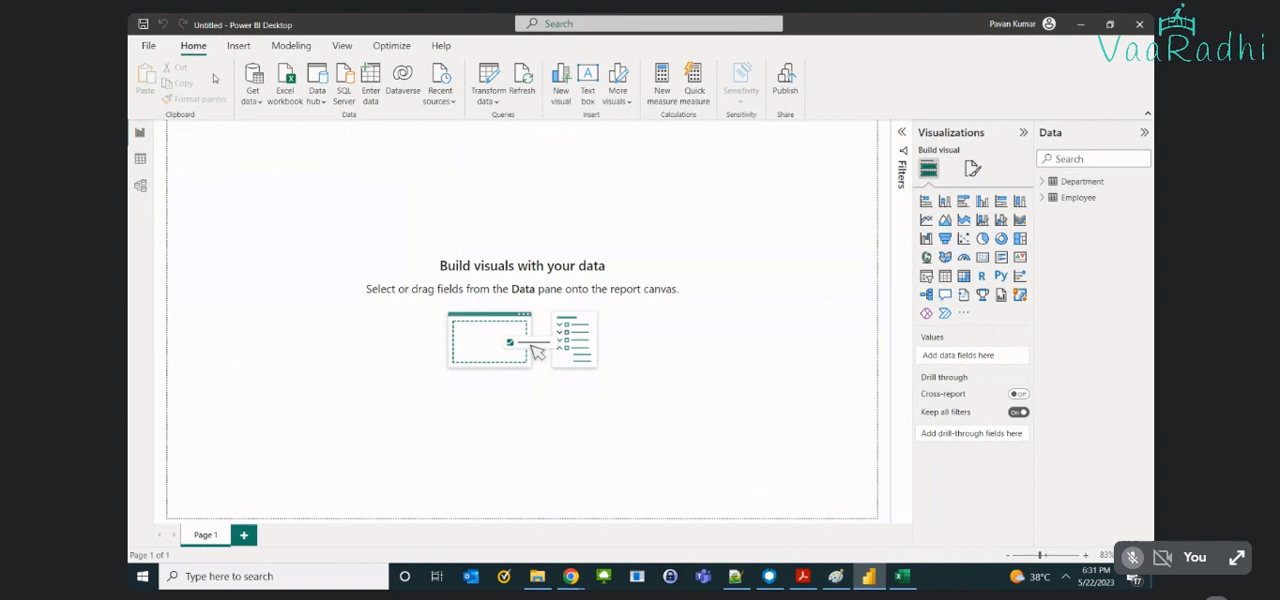 Untitled - Power BI Desktop
Search
Pavan Kumar
VaaRadhi
File Home Insert Modeling View Optimize Help
Paste
Cut
Copy
Format painter
Clipboard
Get data
Excel workbook
Data hub
SQL Server
Enter data
Dataverse
Recent sources
Data
Transform data
Refresh
Queries
New visual
Text box
More visuals
Insert
New measure
Quick measure
Calculations
Sensitivity
Sensitivity
Publish
Share
Build visuals with your data
Select or drag fields from the Data pane onto the report canvas.
Filters
Visualizations
Build visual
R
Py
Values
Add data fields here
Drill through
Cross-report
Off
Keep all filters
On
Add drill-through fields here
Data
Search
Department
Employee
Page 1
Page 1 of 1
83%
You
Type here to search
38°C
6:31 PM
5/22/2023
17